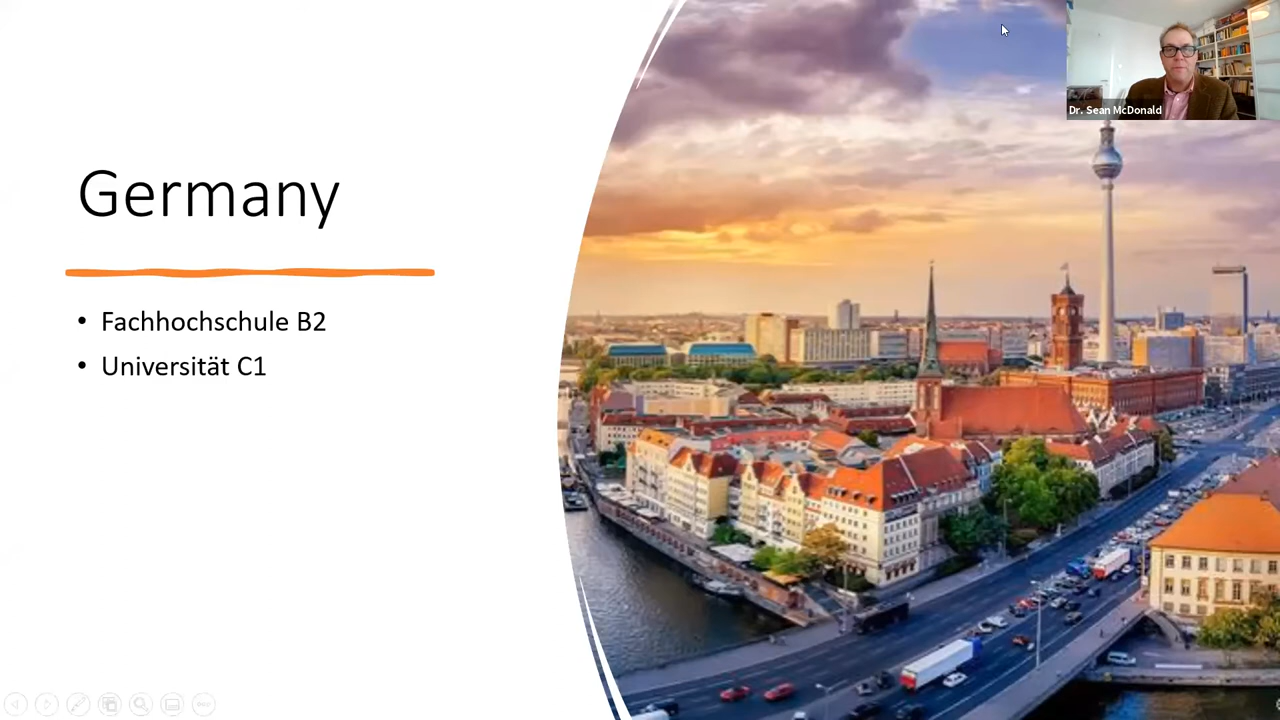 Dr. Sean McDonald
Germany
• Fachhochschule B2
• Universität C1